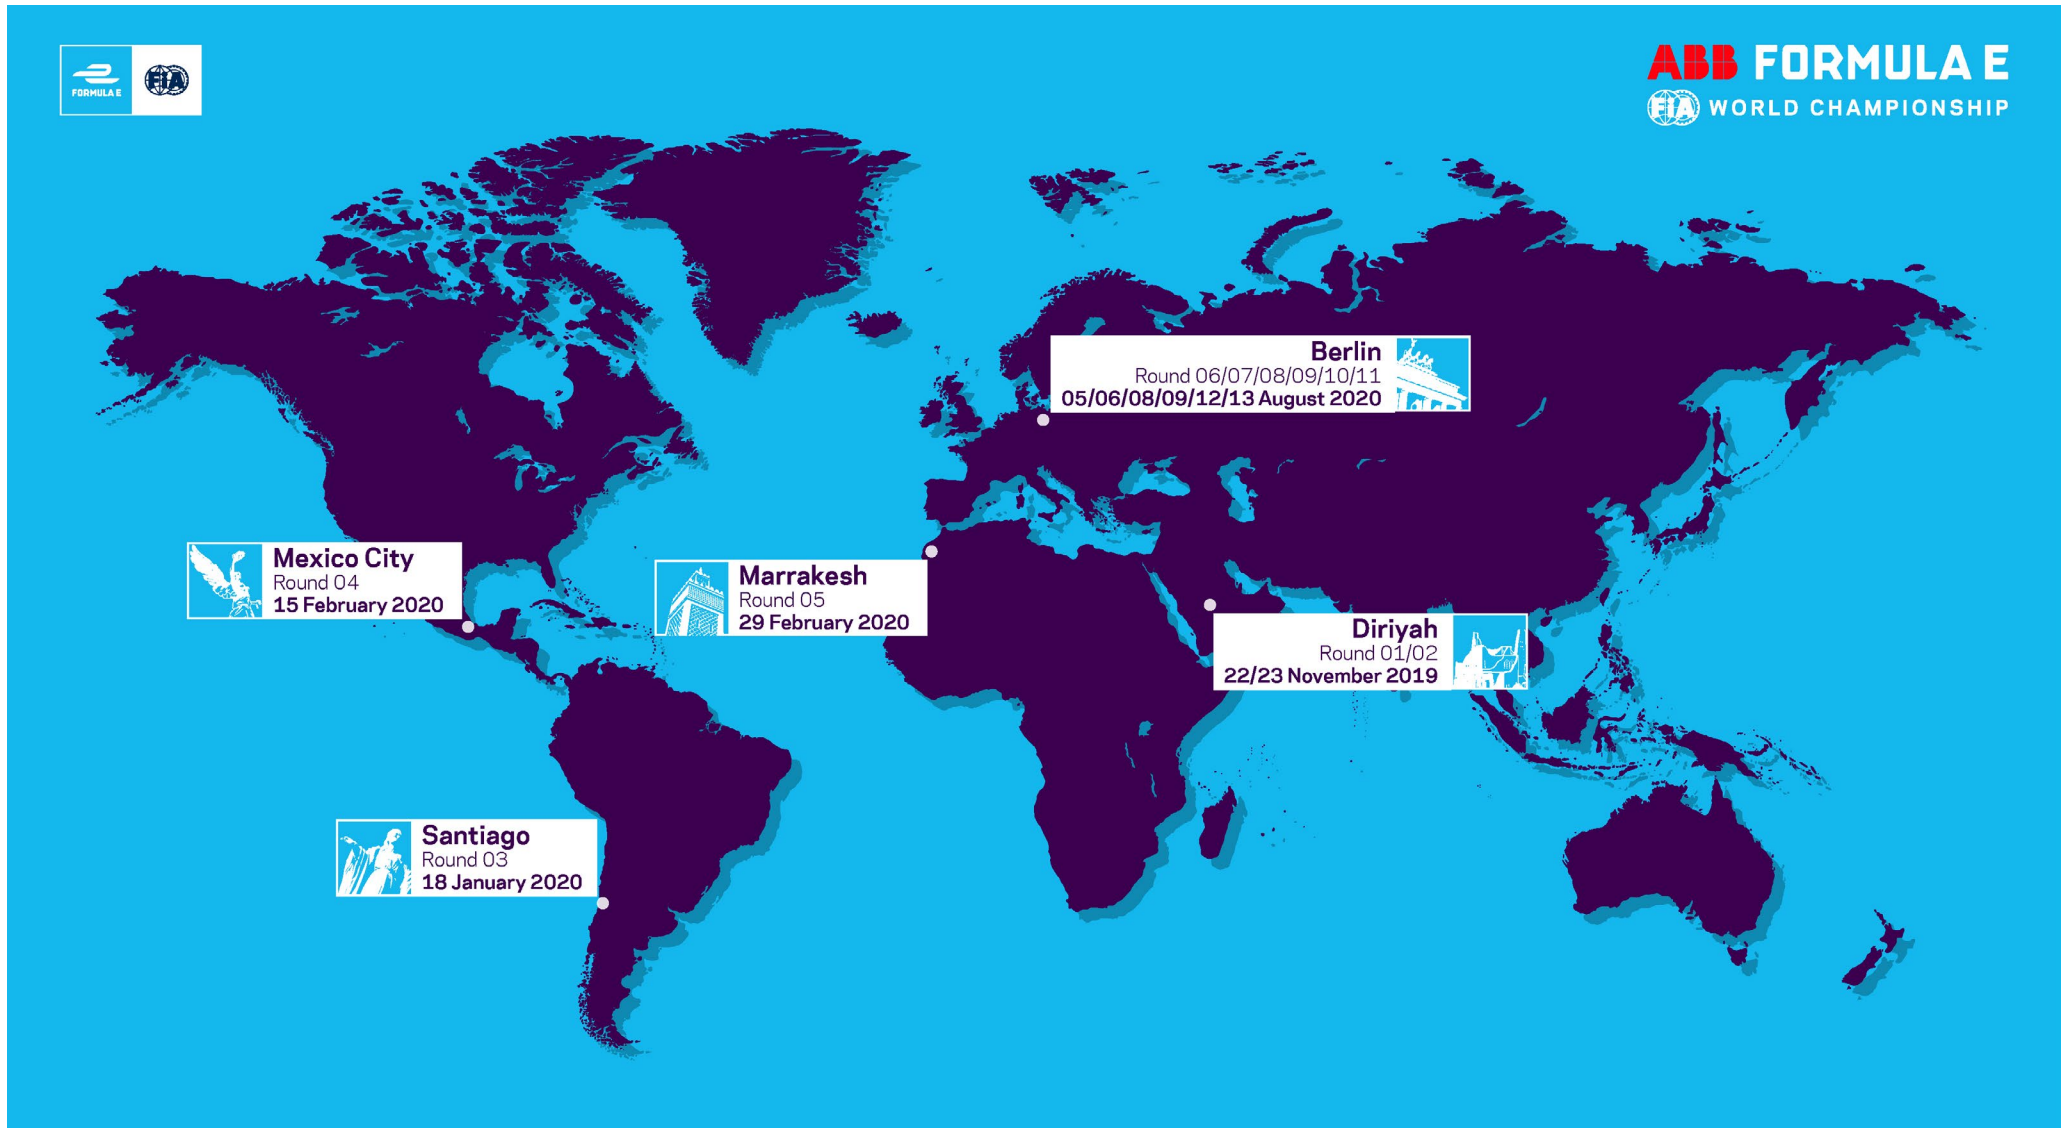 FORMULA E
FIA
ABB FORMULA E
FIA WORLD CHAMPIONSHIP
Berlin
Round 06/07/08/09/10/11
05/06/08/09/12/13 August 2020
Mexico City
Round 04
15 February 2020
Marrakesh
Round 05
29 February 2020
Diriyah
Round 01/02
22/23 November 2019
Santiago
Round 03
18 January 2020